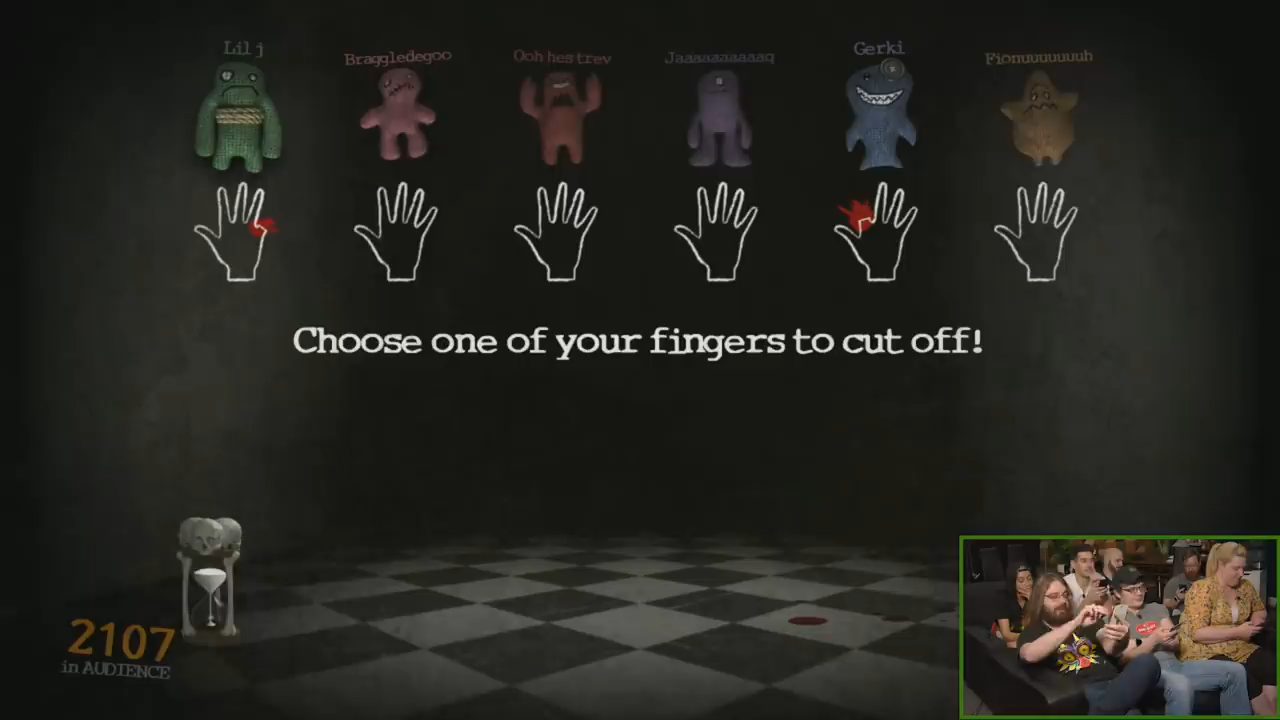 Lil j
Braggledegoo
Ooh hes trev
Jaaaaaaaaaaq
Gerki
Fionuuuuuuuh
Choose one of your fingers to cut off!
2107
in AUDIENCE